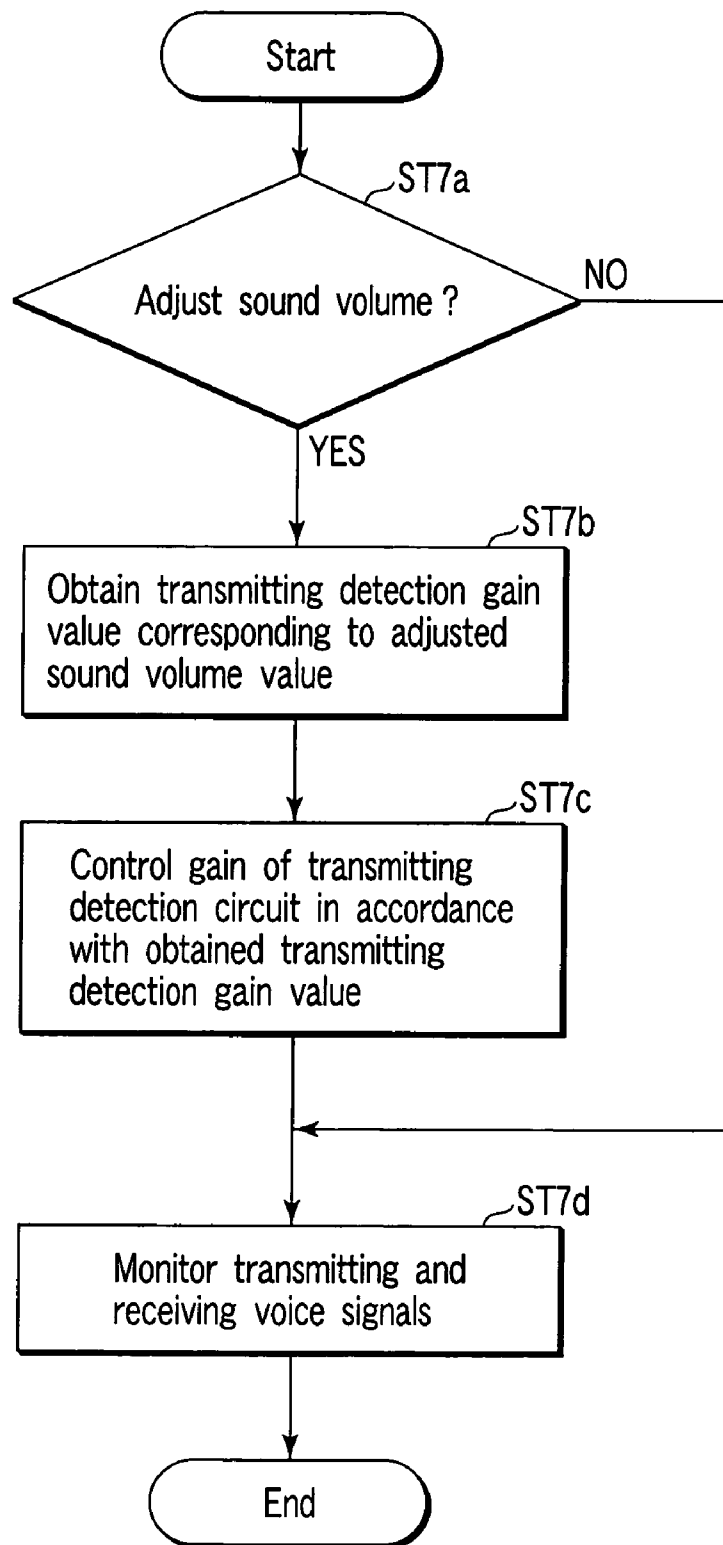 Start
ST7a
Adjust sound volume ?
NO
YES
ST7b
Obtain transmitting detection gain
value corresponding to adjusted
sound volume value
ST7c
Control gain of transmitting
detection circuit in accordance
with obtained transmitting
detection gain value
ST7d
Monitor transmitting and
receiving voice signals
End